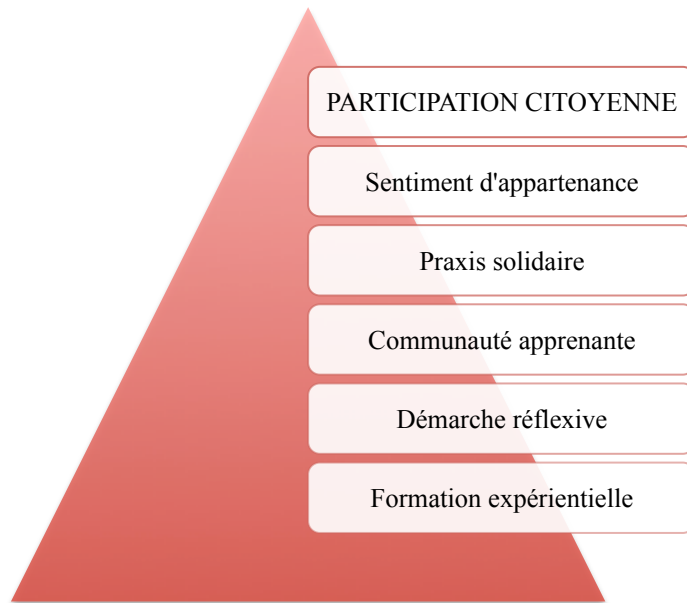 PARTICIPATION CITOYENNE
Sentiment d'appartenance
Praxis solidaire
Communauté apprenante
Démarche réflexive
Formation expérientielle